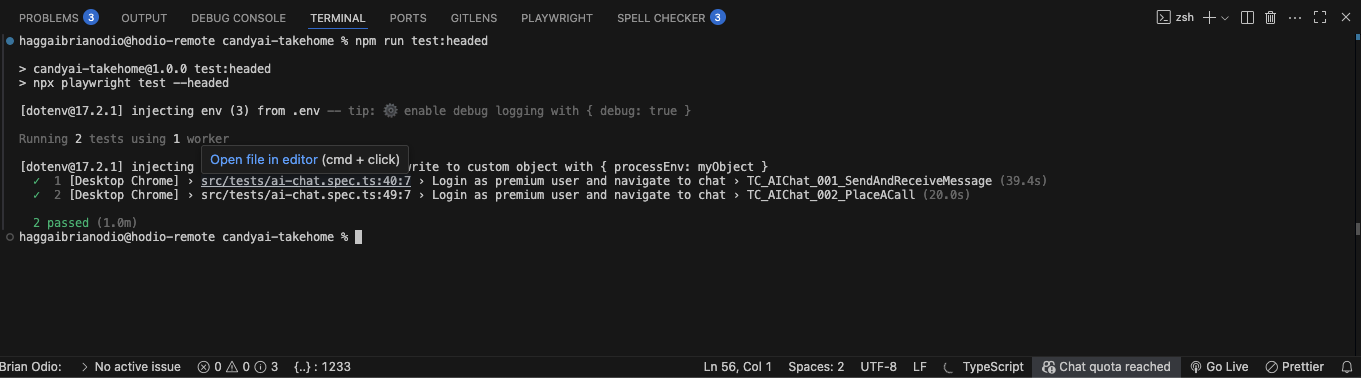 PROBLEMS 3 OUTPUT DEBUG CONSOLE TERMINAL PORTS GITLENS PLAYWRIGHT SPELL CHECKER 3 zsh
haggaibrianodio@hodio-remote candyai-takehome % npm run test:headed
> candyai-takehome@1.0.0 test:headed
> npx playwright test --headed
[dotenv@17.2.1] injecting env (3) from .env -- tip: ⚙️ enable debug logging with { debug: true }
Running 2 tests using 1 worker
Open file in editor (cmd + click)
[dotenv@17.2.1] injecting write to custom object with { processEnv: myObject }
✓ 1 [Desktop Chrome] › src/tests/ai-chat.spec.ts:40:7 › Login as premium user and navigate to chat › TC_AIChat_001_SendAndReceiveMessage (39.4s)
✓ 2 [Desktop Chrome] › src/tests/ai-chat.spec.ts:49:7 › Login as premium user and navigate to chat › TC_AIChat_002_PlaceACall (20.0s)
2 passed (1.0m)
haggaibrianodio@hodio-remote candyai-takehome %
Brian Odio: > No active issue 0 0 3 {..} : 1233 Ln 56, Col 1 Spaces: 2 UTF-8 LF TypeScript Chat quota reached Go Live Prettier